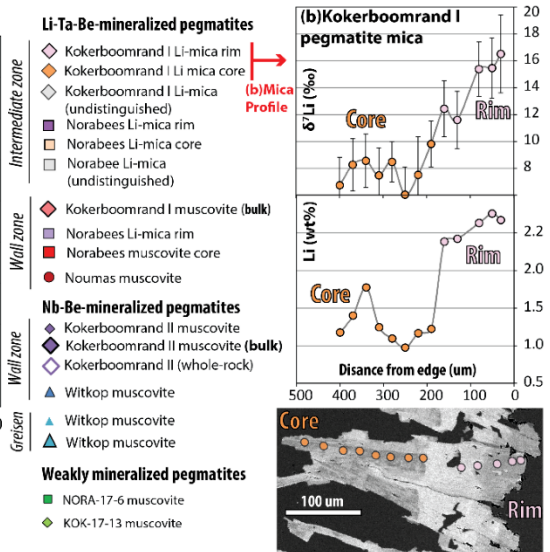 Li-Ta-Be-mineralized pegmatites
Intermediate zone
Kokerboomrand I Li-mica rim
Kokerboomrand I Li mica core
Kokerboomrand I Li-mica
(undistinguished)
Norabees Li-mica rim
Norabees Li-mica core
Norabee Li-mica
(undistinguished)
Wall zone
Kokerboomrand I muscovite (bulk)
Norabees Li-mica rim
Norabees muscovite core
Noumas muscovite
Nb-Be-mineralized pegmatites
Wall zone
Kokerboomrand II muscovite
Kokerboomrand II muscovite (bulk)
Kokerboomrand II (whole-rock)
Witkop muscovite
Greisen
Witkop muscovite
Witkop muscovite
Weakly mineralized pegmatites
NORA-17-6 muscovite
KOK-17-13 muscovite
(b)Mica
Profile
(b)Kokerboomrand I
pegmatite mica
δ⁷Li (‰)
Core
Rim
20
18
16
14
12
10
8
6
Li (wt%)
Core
Rim
2.2
2.0
1.5
1.0
0.5
Disance from edge (um)
500 400 300 200 100 0
Core
100 um
Rim